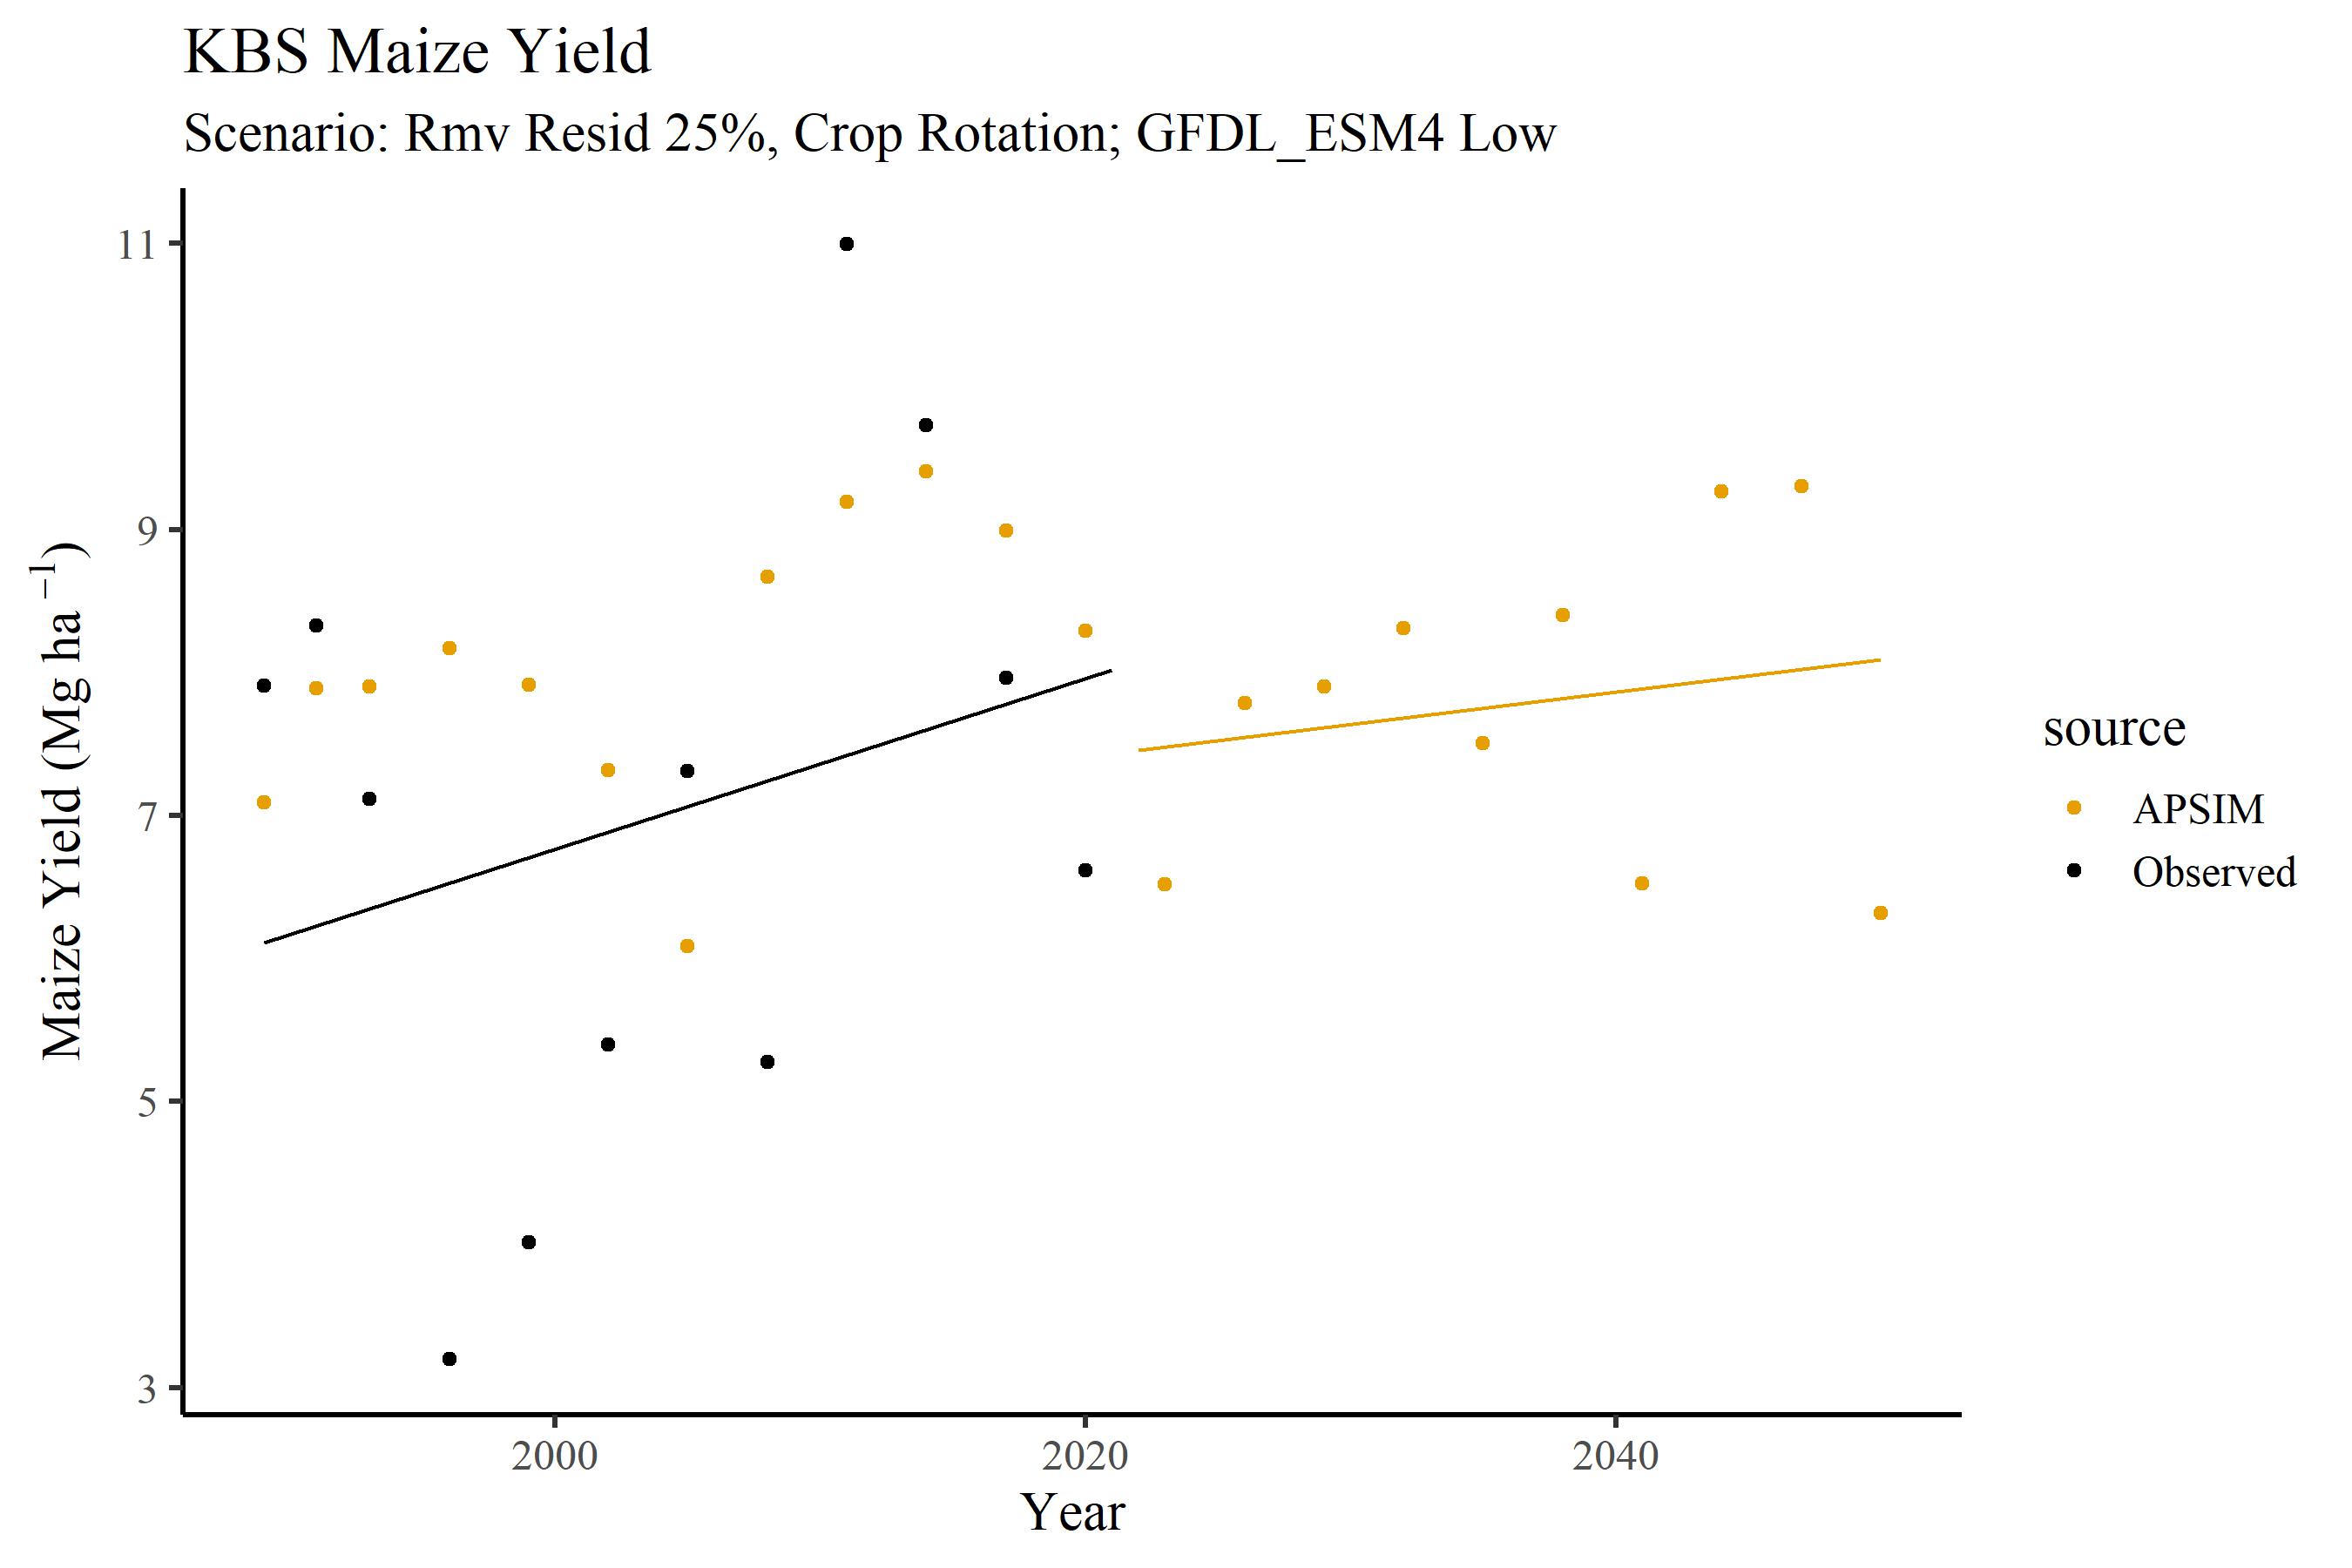 KBS Maize Yield
Scenario: Rmv Resid 25%, Crop Rotation; GFDL_ESM4 Low
Maize Yield (Mg ha −1)
11
9
7
5
3
2000
2020
2040
Year
source
APSIM
Observed